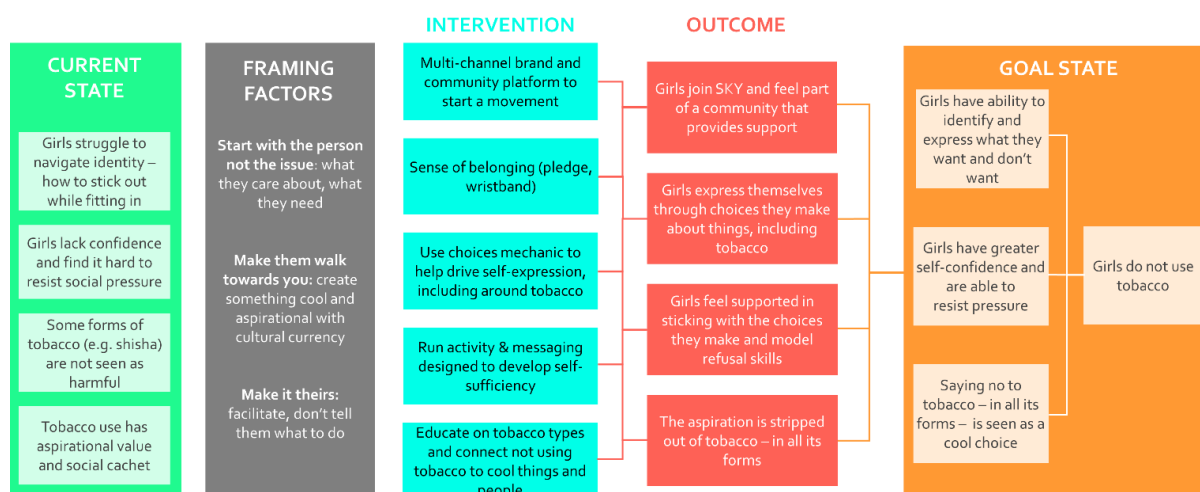 CURRENT
STATE
Girls struggle to
navigate identity –
how to stick out
while fitting in
Girls lack confidence
and find it hard to
resist social pressure
Some forms of
tobacco (e.g. shisha)
are not seen as
harmful
Tobacco use has
aspirational value
and social cachet
FRAMING
FACTORS
Start with the person
not the issue: what
they care about, what
they need
Make them walk
towards you: create
something cool and
aspirational with
cultural currency
Make it theirs:
facilitate, don't tell
them what to do
INTERVENTION
Multi-channel brand and
community platform to
start a movement
Sense of belonging (pledge,
wristband)
Use choices mechanic to
help drive self-expression,
including around tobacco
Run activity & messaging
designed to develop self-
sufficiency
Educate on tobacco types
and connect not using
tobacco to cool things and
people
OUTCOME
Girls join SKY and feel part
of a community that
provides support
Girls express themselves
through choices they make
about things, including
tobacco
Girls feel supported in
sticking with the choices
they make and model
refusal skills
The aspiration is stripped
out of tobacco – in all its
forms
GOAL STATE
Girls have ability to
identify and
express what they
want and don't
want
Girls have greater
self-confidence and
are able to
resist pressure
Saying no to
tobacco – in all its
forms – is seen as a
cool choice
Girls do not use
tobacco